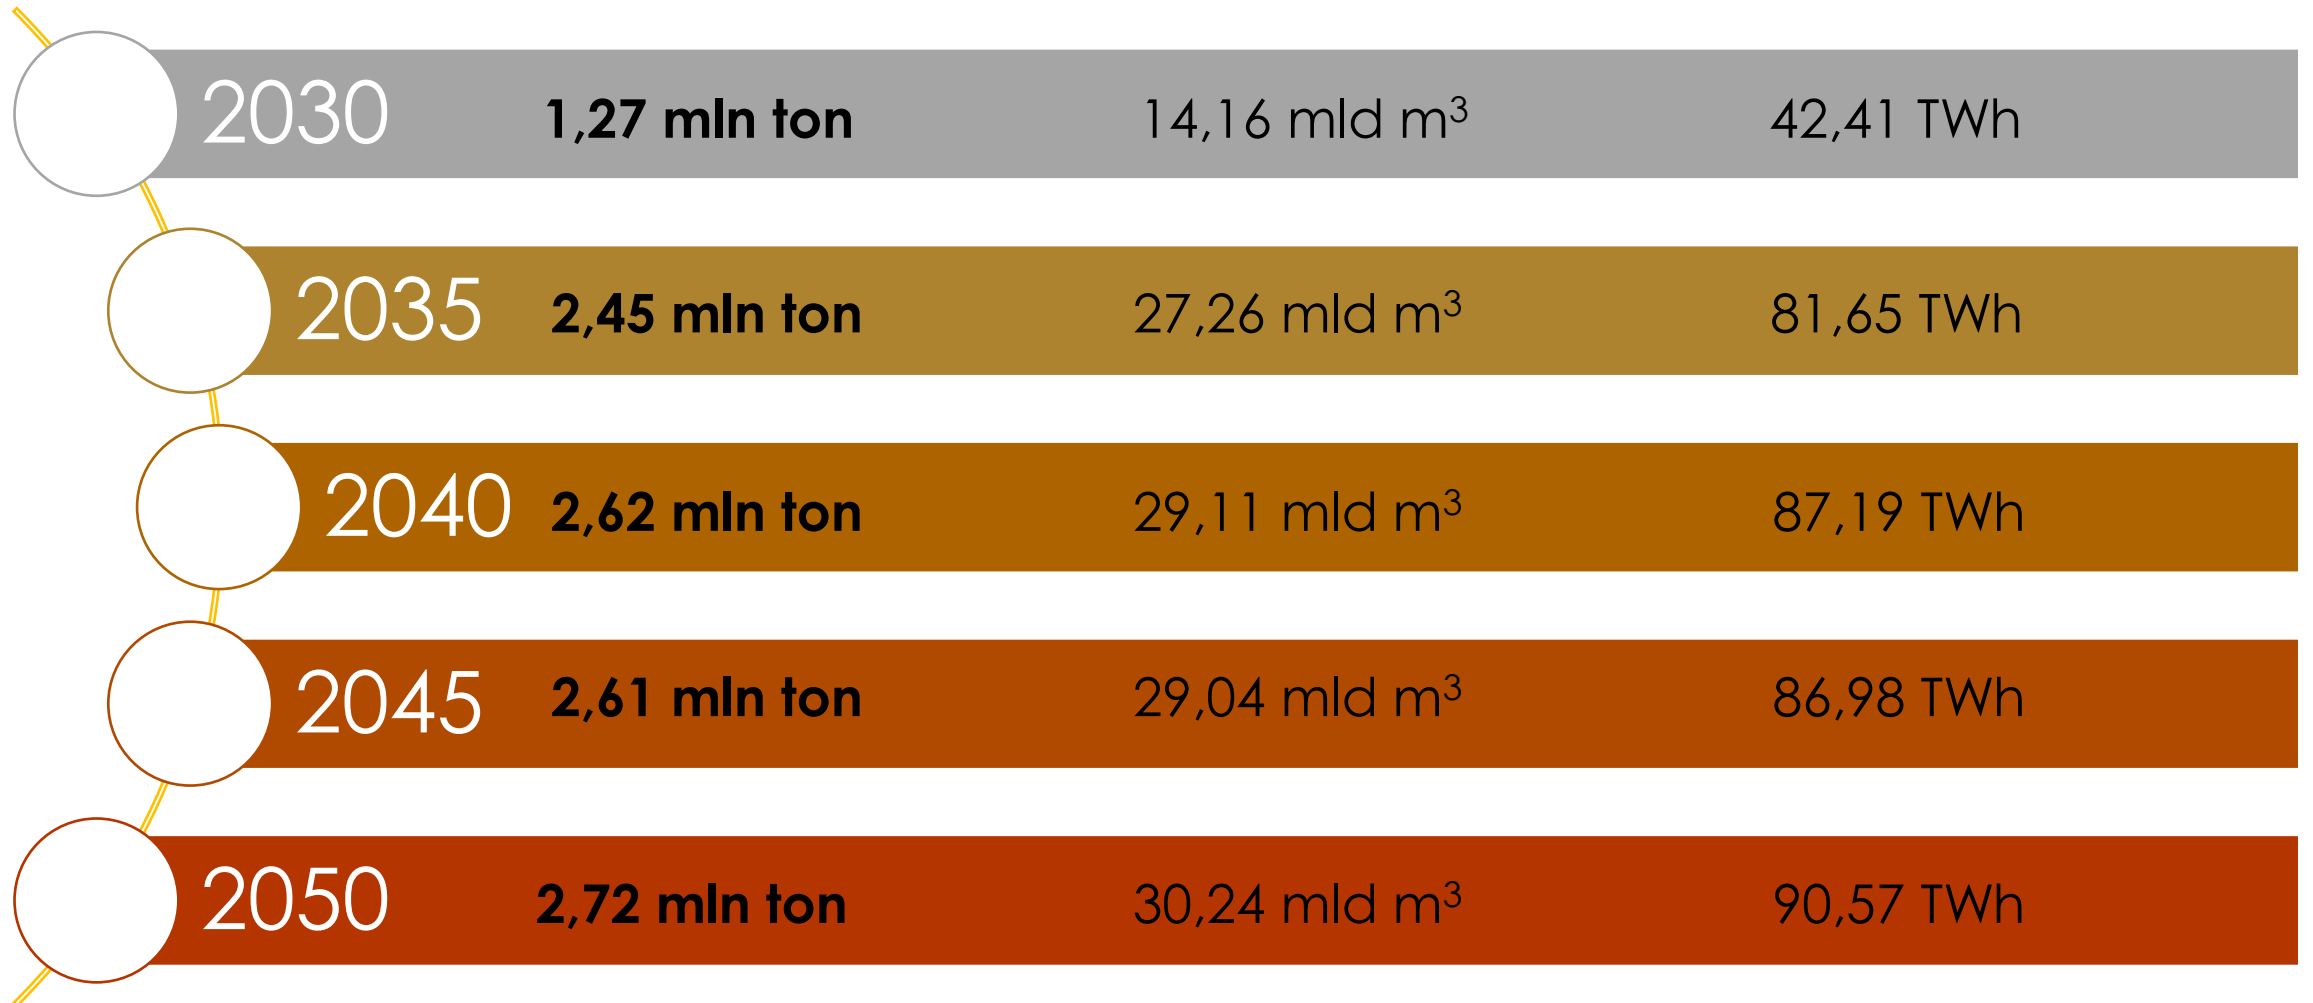 2030 1,27 mln ton 14,16 mld m³ 42,41 TWh
2035 2,45 mln ton 27,26 mld m³ 81,65 TWh
2040 2,62 mln ton 29,11 mld m³ 87,19 TWh
2045 2,61 mln ton 29,04 mld m³ 86,98 TWh
2050 2,72 mln ton 30,24 mld m³ 90,57 TWh